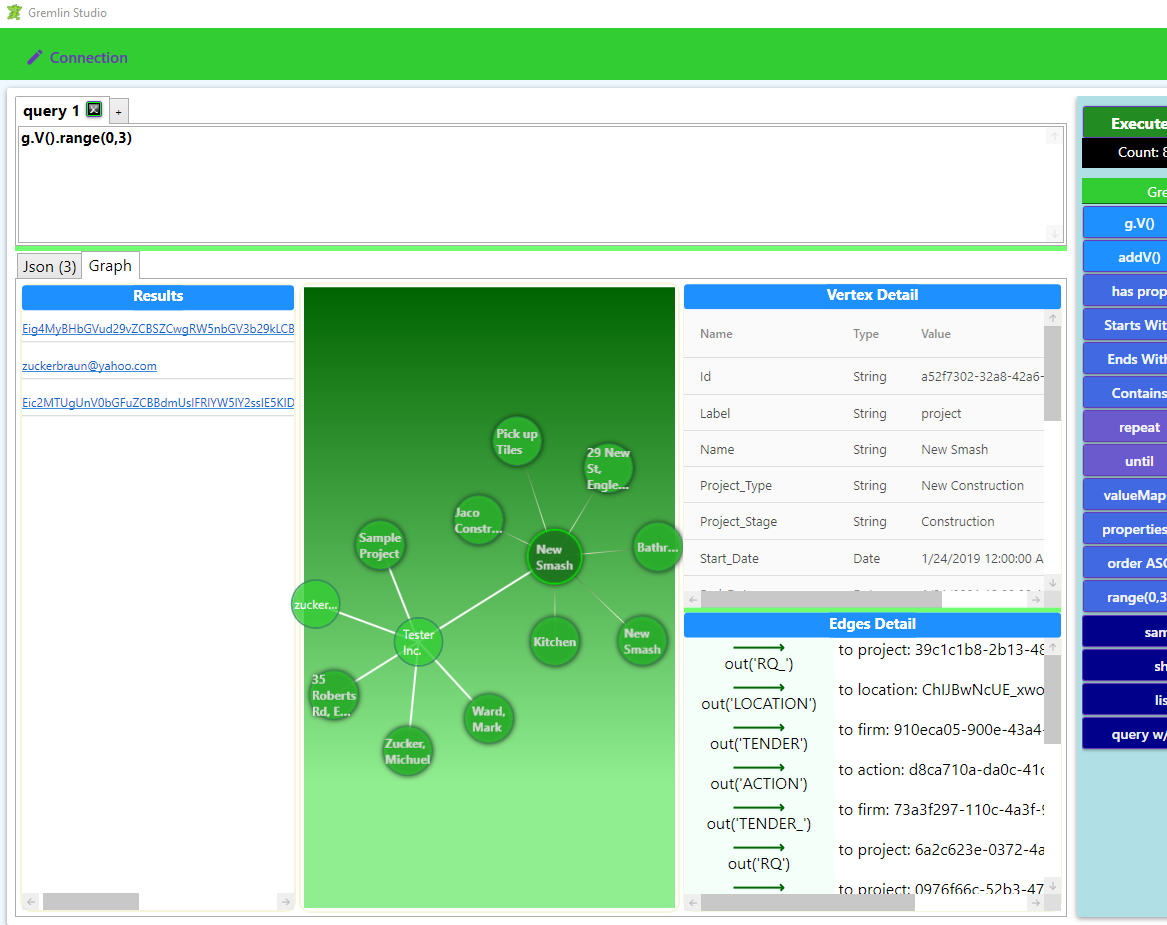 Gremlin Studio
Connection
query 1
+
g.V().range(0,3)
Execute
Count: 8
Gre
g.V()
addV()
has prop
Starts Wit
Ends With
Contains
repeat
until
valueMap
properties
order ASC
range(0,3
sam
sh
lis
query w/
Json (3)
Graph
Results
zuckerbraun@yahoo.com
Pick up
Tiles
29 New
St,
Engle...
Jaco
Constr...
Sample
Project
New
Smash
Bathr...
zucker...
Tester
Inc.
Kitchen
New
Smash
35
Roberts
Rd, E...
Ward,
Mark
Zucker,
Michuel
Vertex Detail
Name Type Value
Id String a52f7302-32a8-42a6-
Label String project
Name String New Smash
Project_Type String New Construction
Project_Stage String Construction
Start_Date Date 1/24/2019 12:00:00 A
Edges Detail
out('RQ_') to project: 39c1c1b8-2b13-48
out('LOCATION') to location: ChIJBwNcUE_xwo
out('TENDER') to firm: 910eca05-900e-43a4-
out('ACTION') to action: d8ca710a-da0c-41c
out('TENDER_') to firm: 73a3f297-110c-4a3f-9
out('RQ') to project: 6a2c623e-0372-4a
to project: 0976f66c-52b3-47